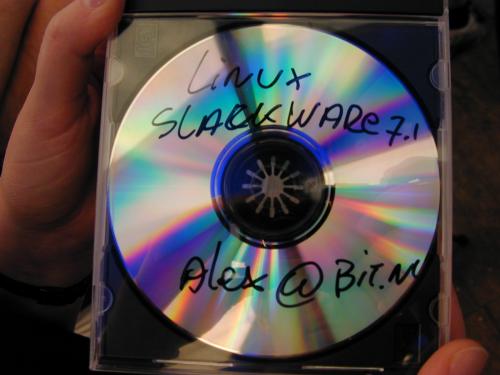 Linux
SLACKWARe 7.1
Alex @ BIT.